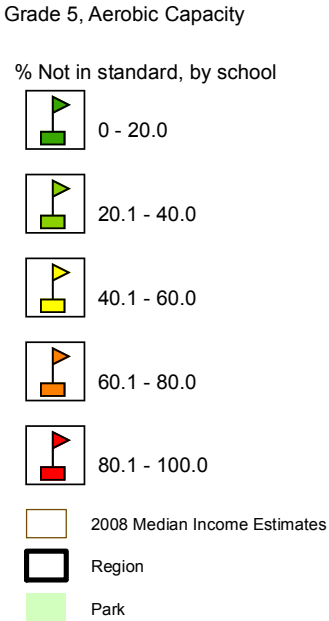 Grade 5, Aerobic Capacity
% Not in standard, by school
0 - 20.0
20.1 - 40.0
40.1 - 60.0
60.1 - 80.0
80.1 - 100.0
2008 Median Income Estimates
Region
Park